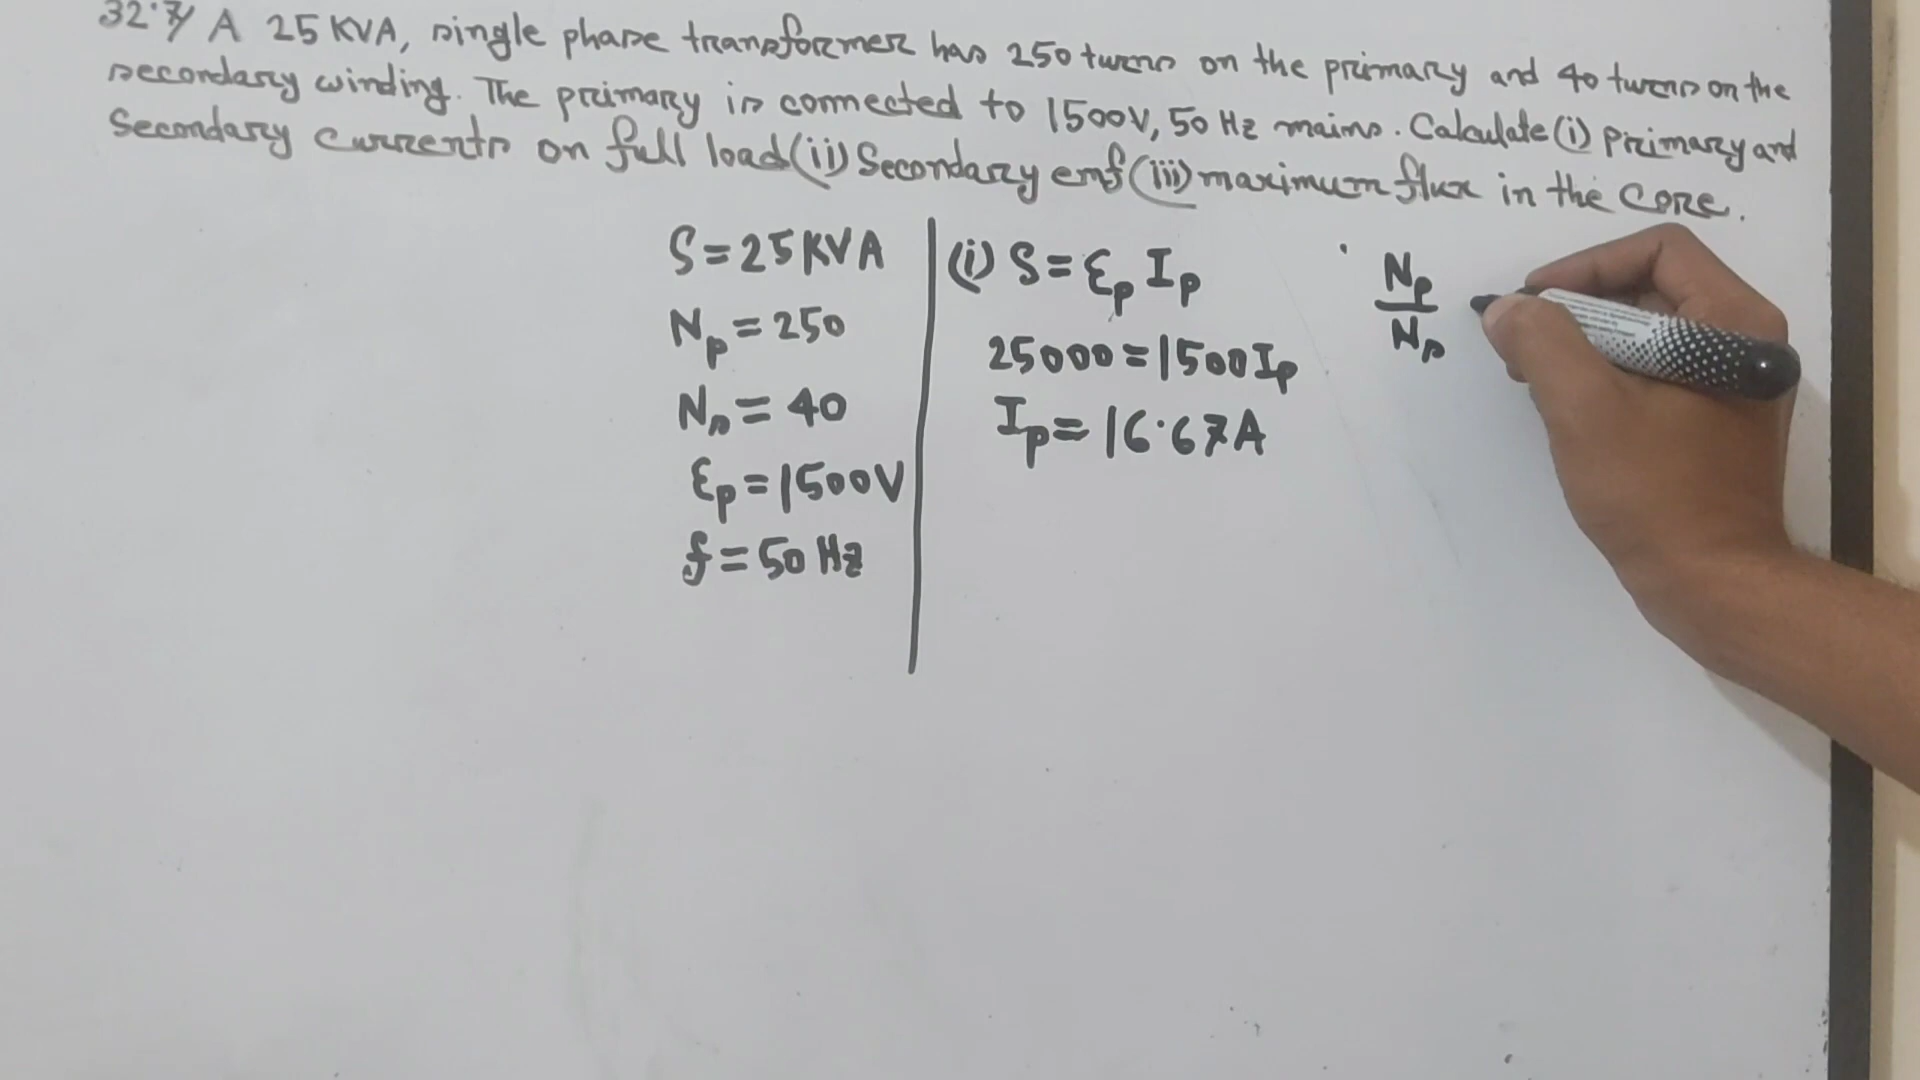 32.7/ A 25 KVA, single phase transformer has 250 turns on the primary and 40 turns on the
secondary winding. The primary is connected to 1500V, 50 Hz mains. Calculate (i) primary and
Secondary currents on full load (ii) Secondary emf (iii) maximum flux in the core.
S = 25 KVA
Np = 250
Ns = 40
Ep = 1500V
f = 50 Hz
(i) S = Ep Ip
25000 = 1500 Ip
Ip = 16.67A
Np
Ns